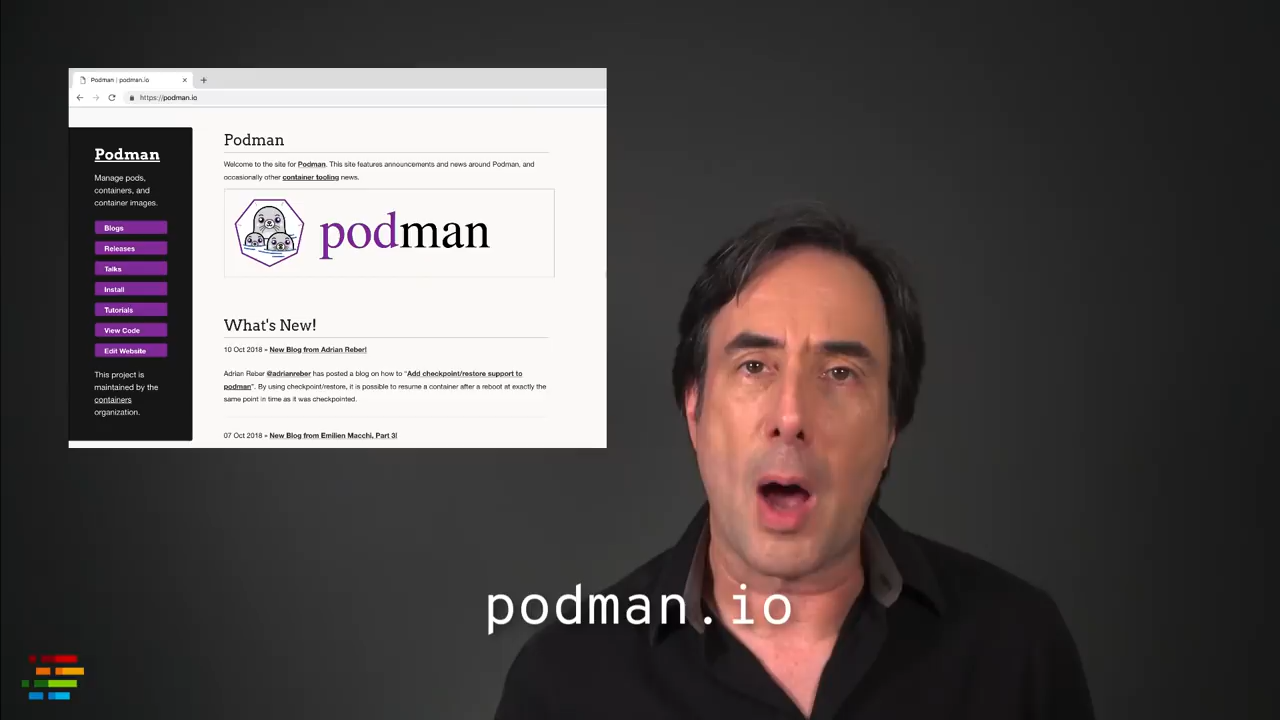 Podman | podman.io
https://podman.io
Podman
Manage pods,
containers, and
container images.
Blogs
Releases
Talks
Install
Tutorials
View Code
Edit Website
This project is
maintained by the
containers
organization.
Podman
Welcome to the site for Podman. This site features announcements and news around Podman, and
occasionally other container tooling news.
podman
What's New!
10 Oct 2018 » New Blog from Adrian Reber!
Adrian Reber @adrianreber has posted a blog on how to "Add checkpoint/restore support to
podman". By using checkpoint/restore, it is possible to resume a container after a reboot at exactly the
same point in time as it was checkpointed.
07 Oct 2018 » New Blog from Emilien Macchi, Part 3!
podman.io